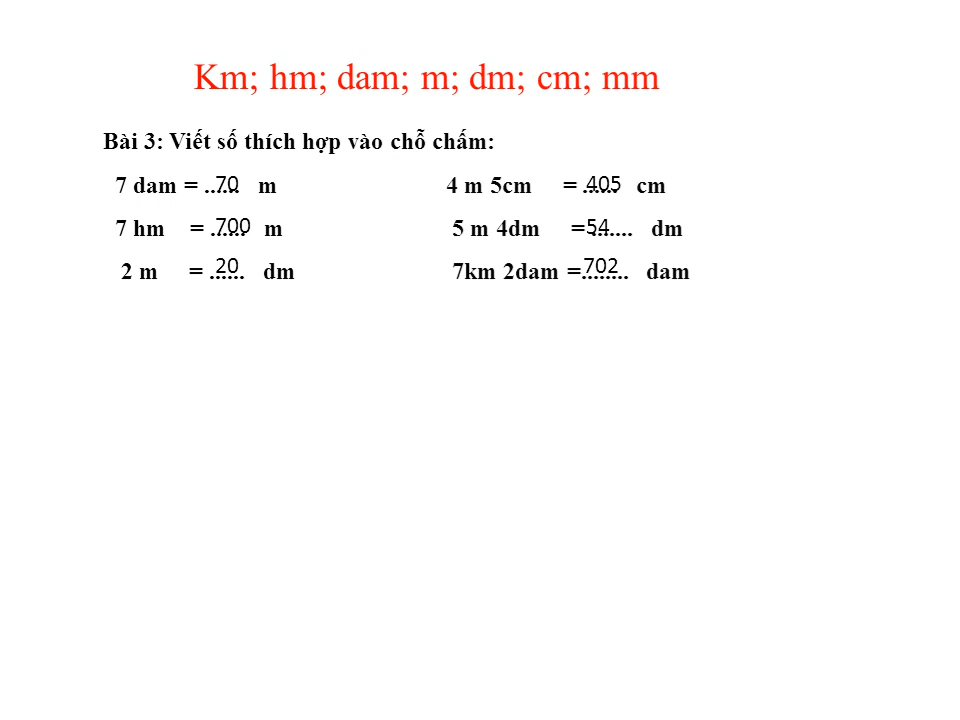 Km; hm; dam; m; dm; cm; mm
Bài 3: Viết số thích hợp vào chỗ chấm:
7 dam = ...70... m 4 m 5cm = ...405... cm
7 hm = ...700... m 5 m 4dm = 54....... dm
2 m = ...20... dm 7km 2dam =...702..... dam